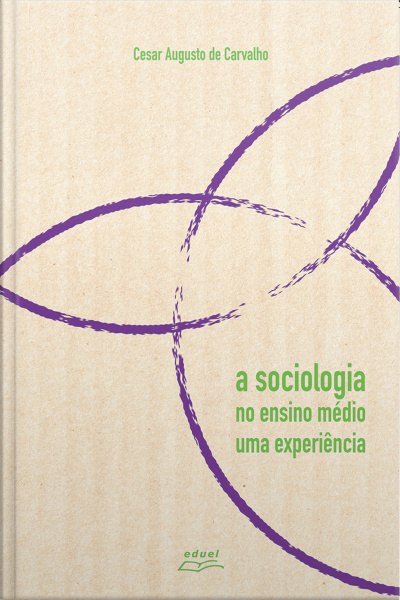 Cesar Augusto de Carvalho
a sociologia
no ensino médio
uma experiência
eduel